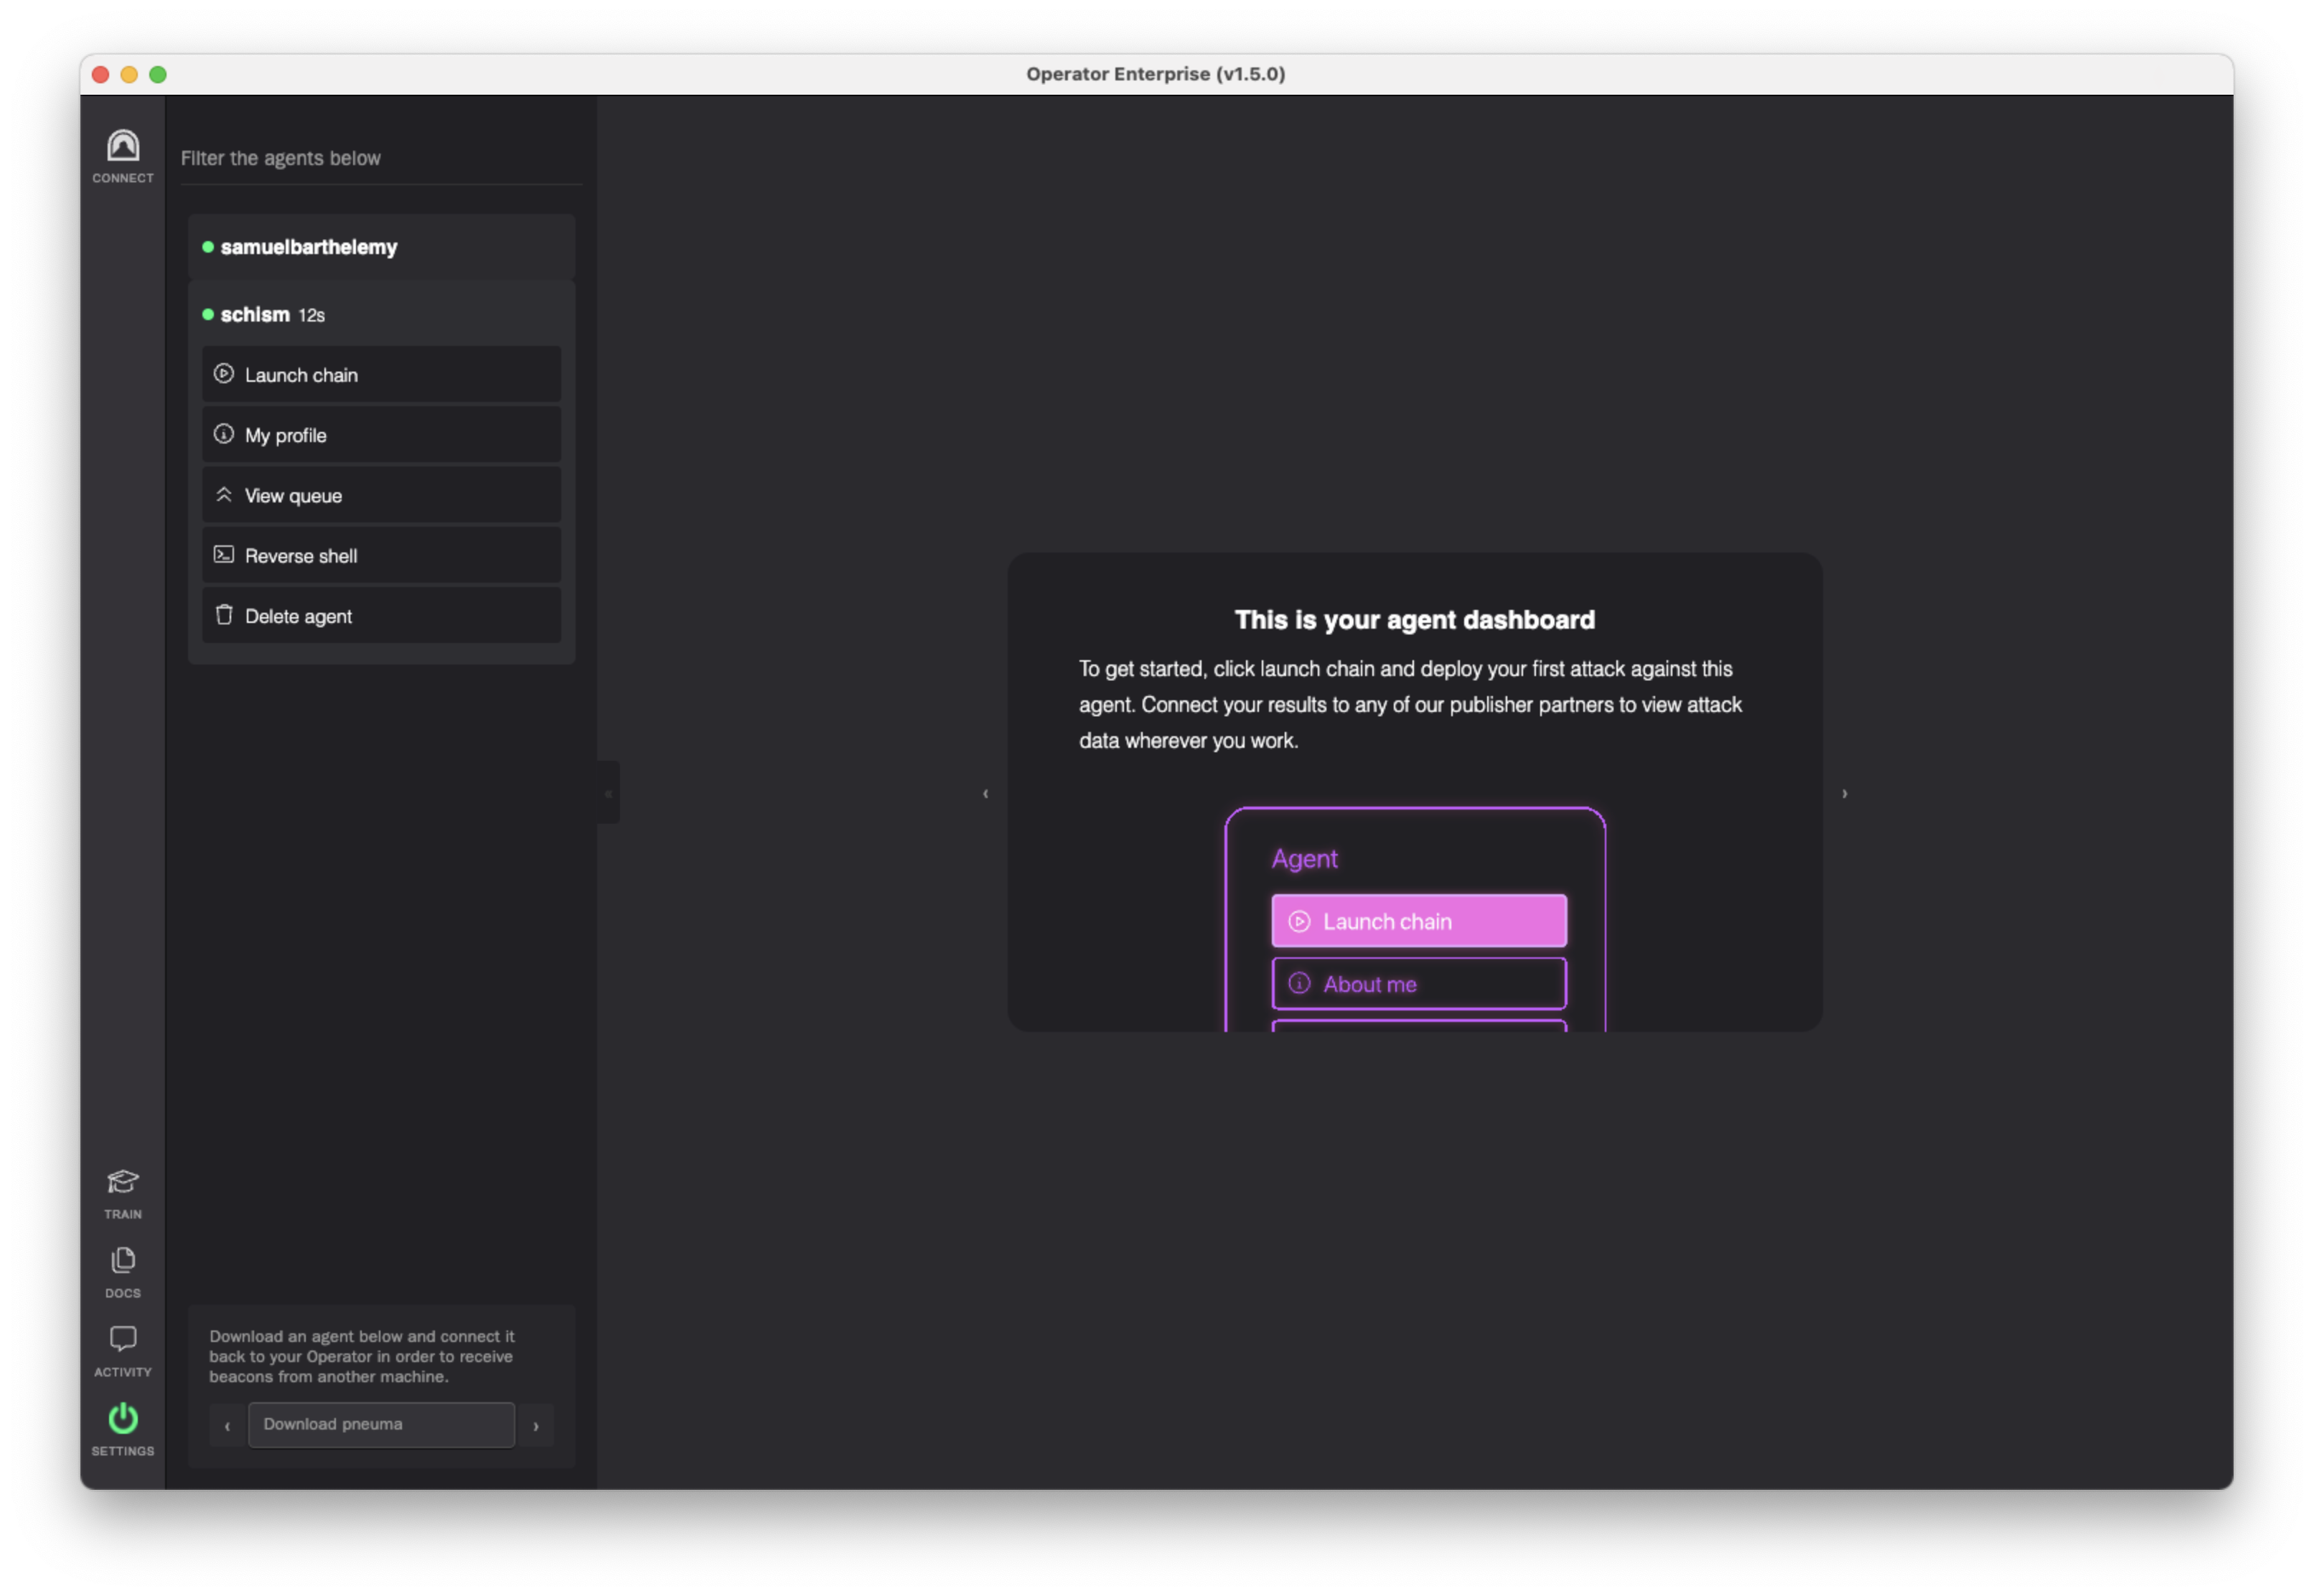 Operator Enterprise (v1.5.0)
CONNECT
Filter the agents below
samuelbarthelemy
schism 12s
Launch chain
My profile
View queue
Reverse shell
Delete agent
This is your agent dashboard
To get started, click launch chain and deploy your first attack against this
agent. Connect your results to any of our publisher partners to view attack
data wherever you work.
Agent
Launch chain
About me
TRAIN
DOCS
ACTIVITY
SETTINGS
Download an agent below and connect it
back to your Operator in order to receive
beacons from another machine.
Download pneuma